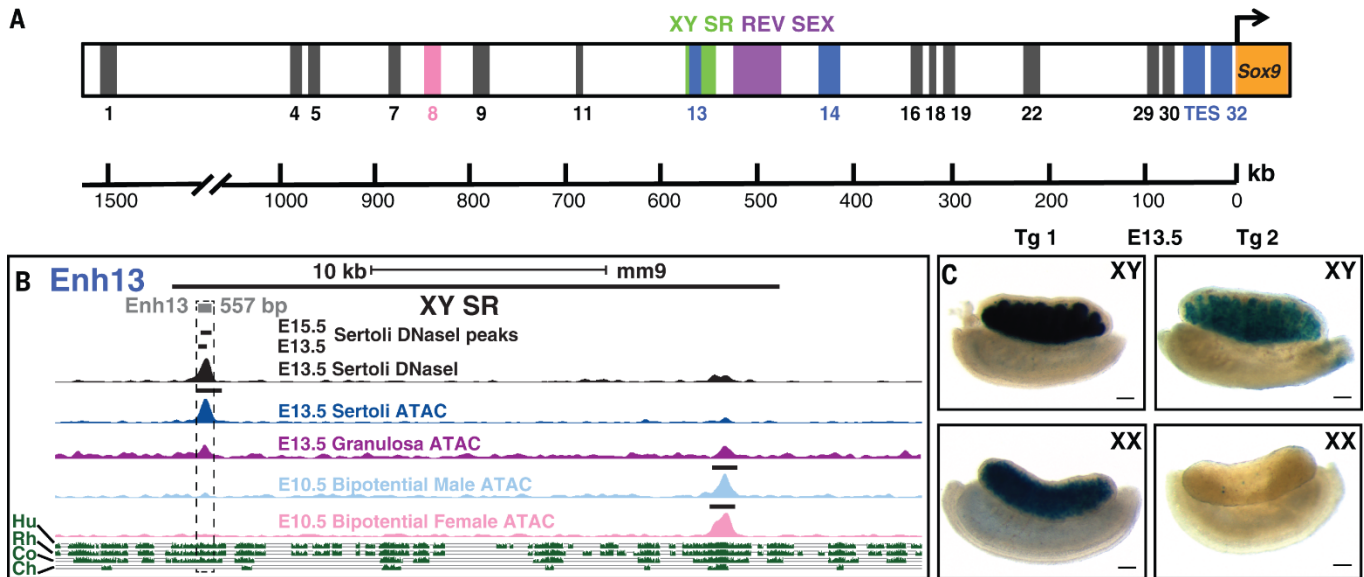 A
XY SR REV SEX
Sox9
1 4 5 7 8 9 11 13 14 16 18 19 22 29 30 TES 32
kb
1500 1000 900 800 700 600 500 400 300 200 100 0
B Enh13
10 kb mm9
Enh13 557 bp XY SR
E15.5
Sertoli DNaseI peaks
E13.5
E13.5 Sertoli DNaseI
E13.5 Sertoli ATAC
E13.5 Granulosa ATAC
E10.5 Bipotential Male ATAC
E10.5 Bipotential Female ATAC
Hu
Rh
Co
Ch
Tg 1 E13.5 Tg 2
C XY XY
XX XX